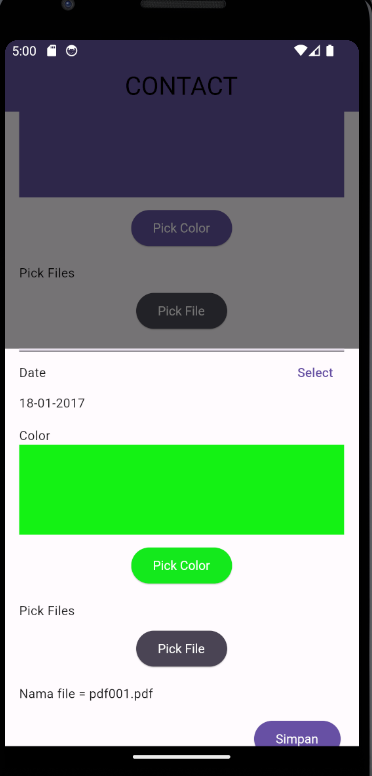 5:00
CONTACT
Pick Color
Pick Files
Pick File
Date
Select
18-01-2017
Color
Pick Color
Pick Files
Pick File
Nama file = pdf001.pdf
Simpan